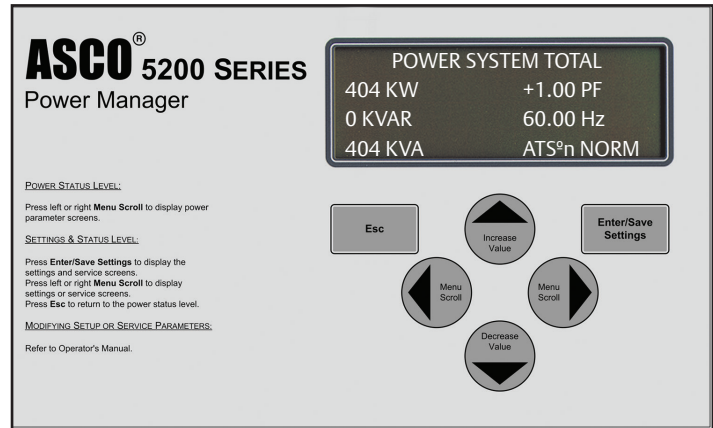 ASCO® 5200 SERIES
Power Manager
POWER STATUS LEVEL:
Press left or right Menu Scroll to display power
parameter screens.
SETTINGS & STATUS LEVEL:
Press Enter/Save Settings to display the
settings and service screens.
Press left or right Menu Scroll to display
settings or service screens.
Press Esc to return to the power status level.
MODIFYING SETUP OR SERVICE PARAMETERS:
Refer to Operator's Manual.
POWER SYSTEM TOTAL
404 KW +1.00 PF
0 KVAR 60.00 Hz
404 KVA ATSºn NORM
Esc
Increase
Value
Enter/Save
Settings
Menu
Scroll
Menu
Scroll
Decrease
Value